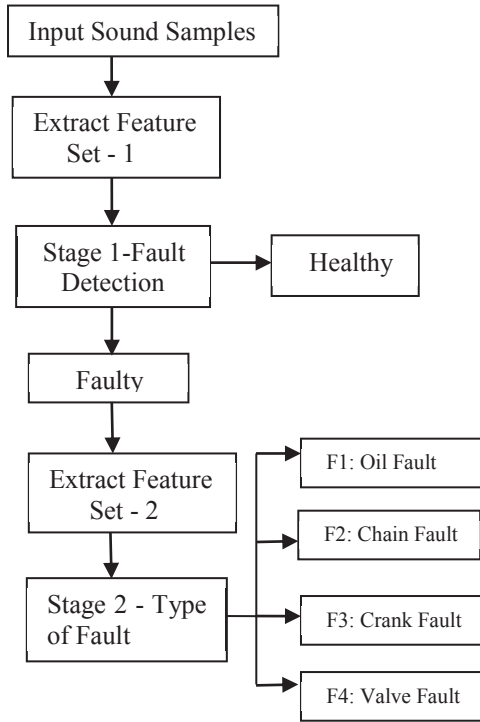 Input Sound Samples
Extract Feature
Set - 1
Stage 1-Fault
Detection
Healthy
Faulty
Extract Feature
Set - 2
Stage 2 - Type
of Fault
F1: Oil Fault
F2: Chain Fault
F3: Crank Fault
F4: Valve Fault